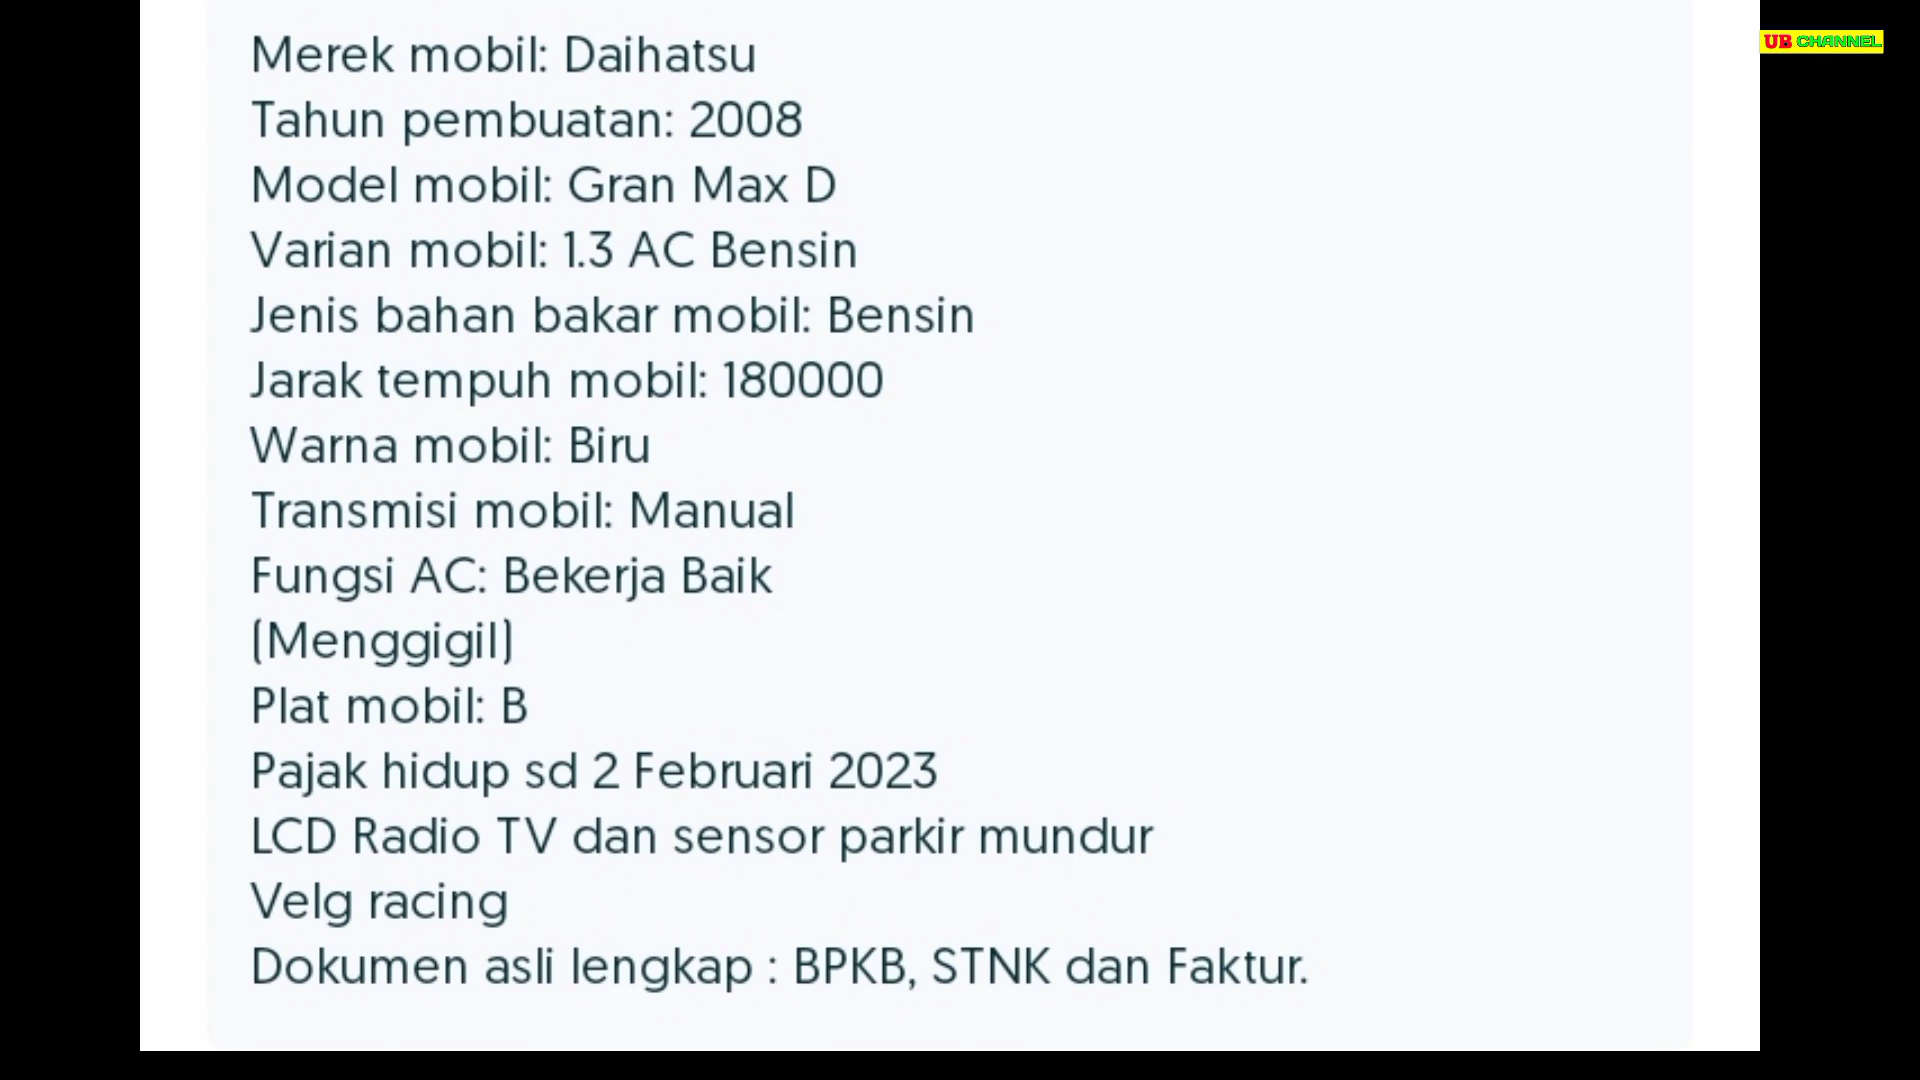 UB CHANNEL
Merek mobil: Daihatsu
Tahun pembuatan: 2008
Model mobil: Gran Max D
Varian mobil: 1.3 AC Bensin
Jenis bahan bakar mobil: Bensin
Jarak tempuh mobil: 180000
Warna mobil: Biru
Transmisi mobil: Manual
Fungsi AC: Bekerja Baik
(Menggigil)
Plat mobil: B
Pajak hidup sd 2 Februari 2023
LCD Radio TV dan sensor parkir mundur
Velg racing
Dokumen asli lengkap : BPKB, STNK dan Faktur.